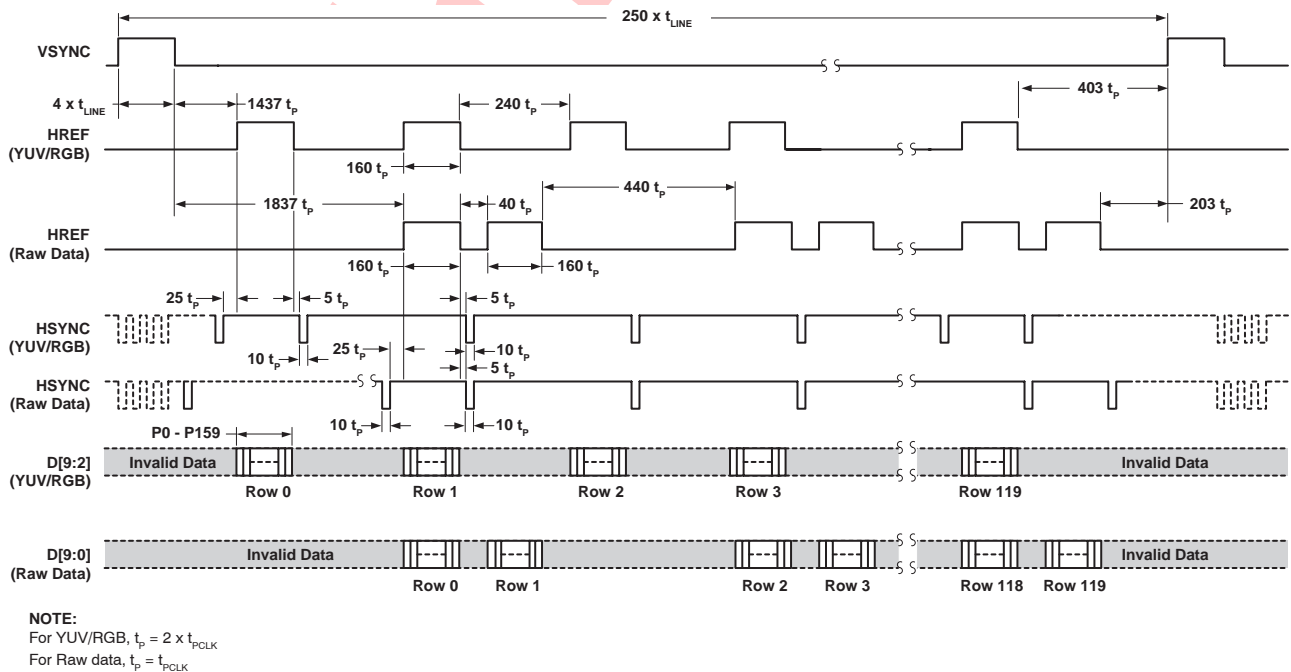 250 x tLINE
VSYNC
4 x tLINE
1437 tP
240 tP
403 tP
HREF
(YUV/RGB)
160 tP
1837 tP
40 tP
440 tP
203 tP
HREF
(Raw Data)
160 tP
160 tP
25 tP
5 tP
5 tP
HSYNC
(YUV/RGB)
10 tP
25 tP
10 tP
5 tP
HSYNC
(Raw Data)
10 tP
10 tP
P0 - P159
D[9:2]
(YUV/RGB)
Invalid Data
Invalid Data
Row 0
Row 1
Row 2
Row 3
Row 119
D[9:0]
(Raw Data)
Invalid Data
Invalid Data
Row 0
Row 1
Row 2
Row 3
Row 118
Row 119
NOTE:
For YUV/RGB, tP = 2 x tPCLK
For Raw data, tP = tPCLK